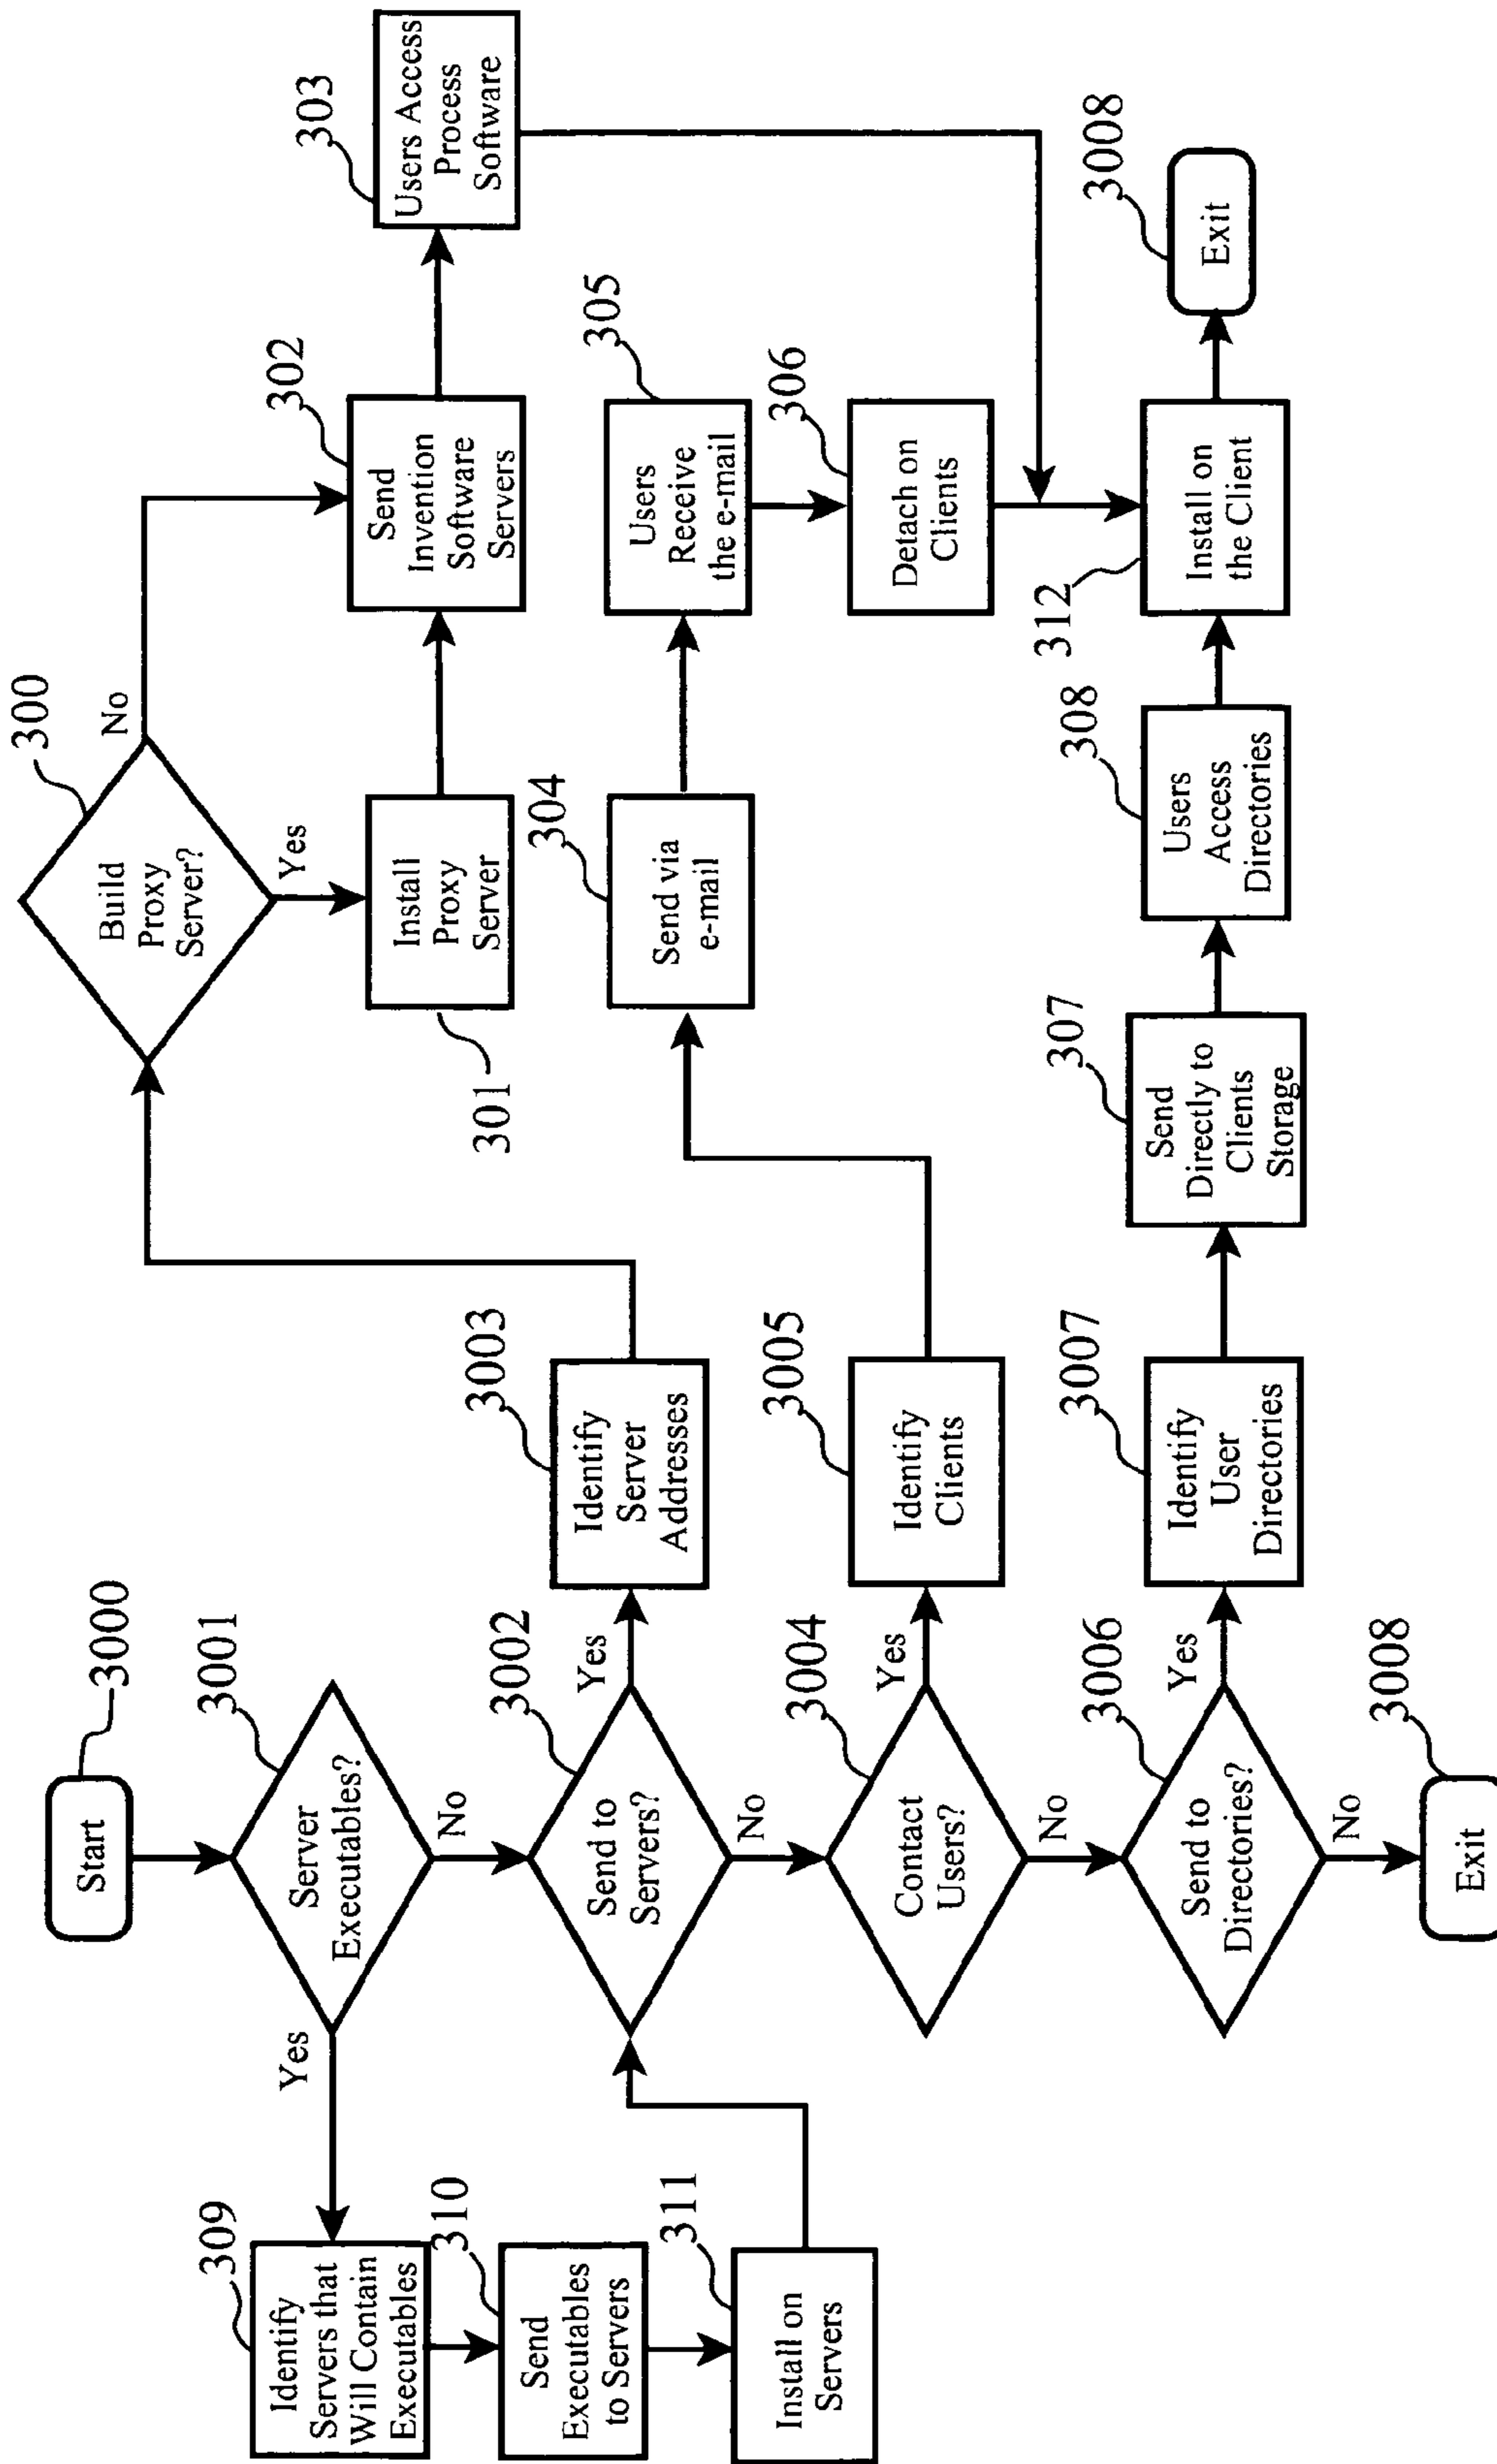 Start
3000
Server
Executables?
3001
Yes
No
309
Identify
Servers that
Will Contain
Executables
310
Send
Executables
to Servers
311
Install on
Servers
Send to
Servers?
3002
Yes
No
3003
Identify
Server
Addresses
Contact
Users?
3004
Yes
No
3005
Identify
Clients
Send to
Directories?
3006
Yes
No
3007
Identify
User
Directories
Exit
3008
Build
Proxy
Server?
300
No
Yes
301
Install
Proxy
Server
302
Send
Invention
Software
Servers
303
Users Access
Process
Software
304
Send via
e-mail
305
Users
Receive
the e-mail
306
Detach on
Clients
307
Send
Directly to
Clients
Storage
308
Users
Access
Directories
312
Install on
the Client
3008
Exit